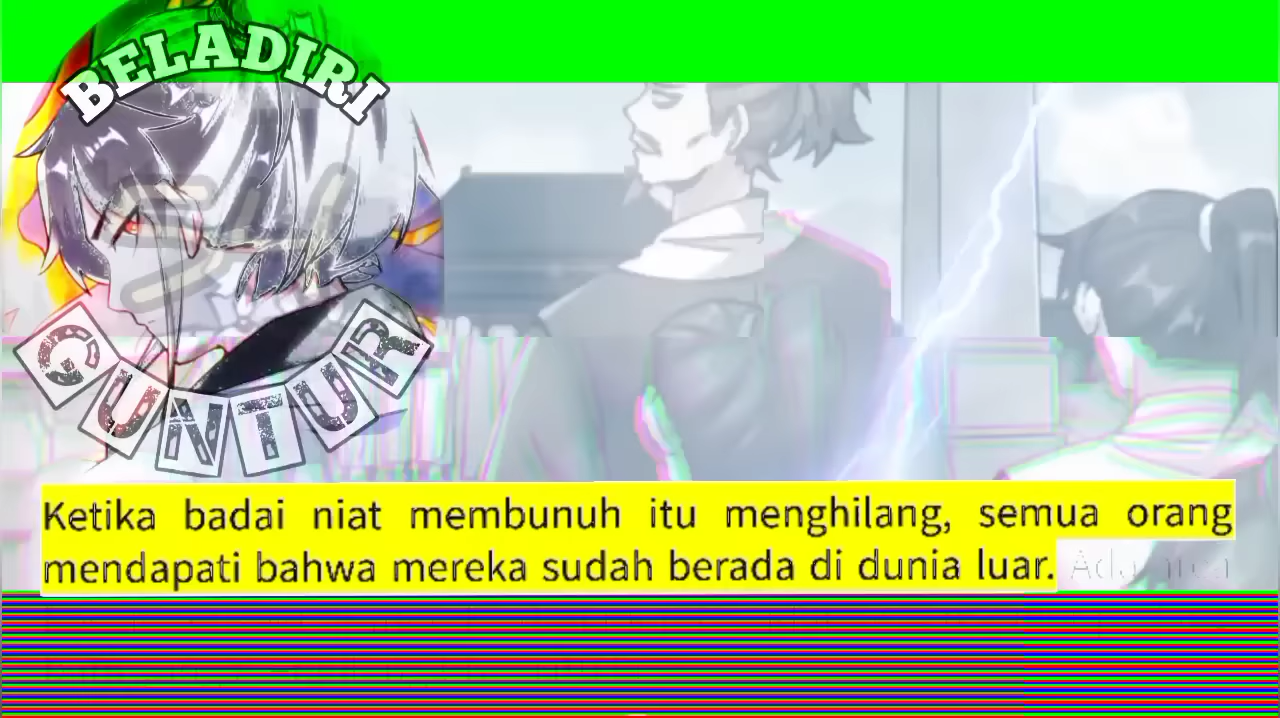 BELADIRI
GUNTUR
Ketika badai niat membunuh itu menghilang, semua orang
mendapati bahwa mereka sudah berada di dunia luar.